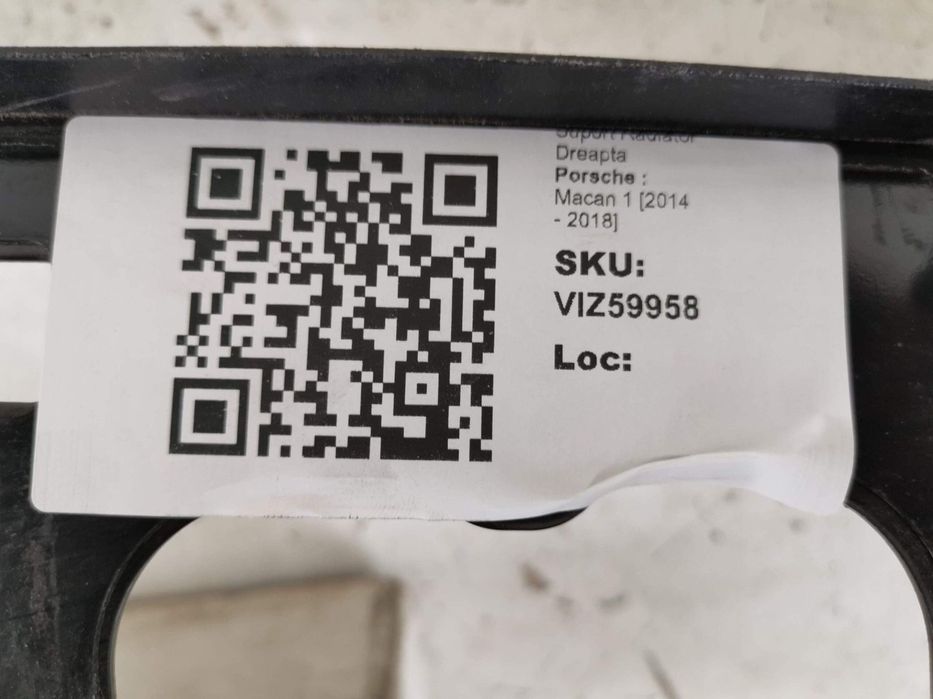 Suport Radiator
Dreapta
Porsche :
Macan 1 [2014
- 2018]
SKU:
VIZ59958
Loc: